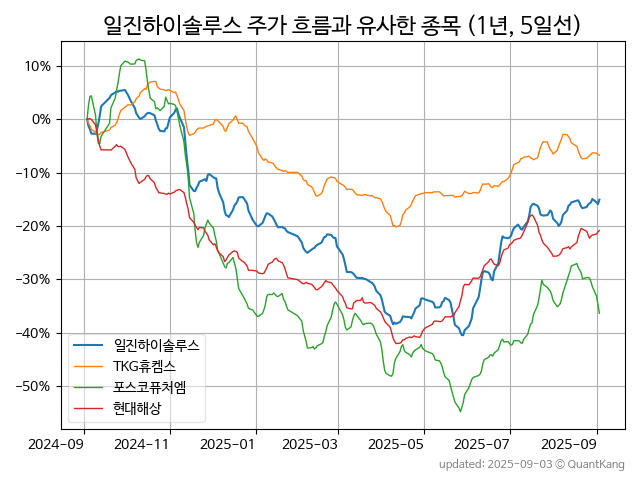 일진하이솔루스 주가 흐름과 유사한 종목 (1년, 5일선)
10%
0%
−10%
−20%
−30%
−40%
−50%
일진하이솔루스
TKG휴켐스
포스코퓨처엠
현대해상
2024-09 2024-11 2025-01 2025-03 2025-05 2025-07 2025-09
updated: 2025-09-03 © QuantKang